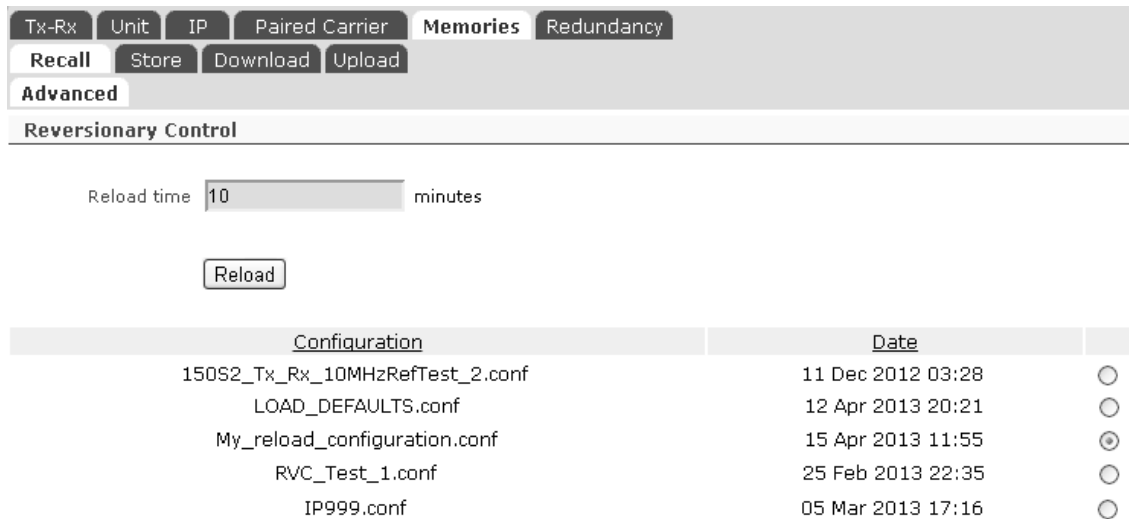 Tx-Rx Unit IP Paired Carrier Memories Redundancy
Recall Store Download Upload
Advanced
Reversionary Control
Reload time 10 minutes
Reload
Configuration Date
150S2_Tx_Rx_10MHzRefTest_2.conf 11 Dec 2012 03:28
LOAD_DEFAULTS.conf 12 Apr 2013 20:21
My_reload_configuration.conf 15 Apr 2013 11:55
RVC_Test_1.conf 25 Feb 2013 22:35
IP999.conf 05 Mar 2013 17:16